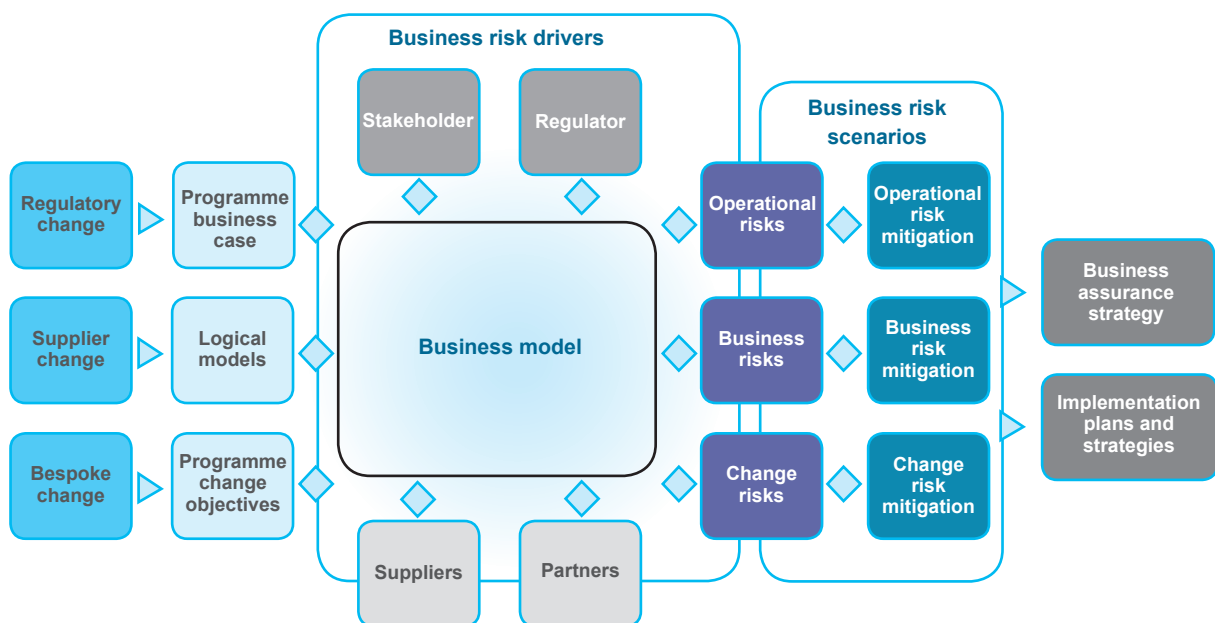 Business risk drivers
Stakeholder
Regulator
Business risk
scenarios
Regulatory
change
Programme
business
case
Operational
risks
Operational
risk
mitigation
Business
assurance
strategy
Supplier
change
Logical
models
Business model
Business
risks
Business
risk
mitigation
Implementation
plans and
strategies
Bespoke
change
Programme
change
objectives
Change
risks
Change
risk
mitigation
Suppliers
Partners